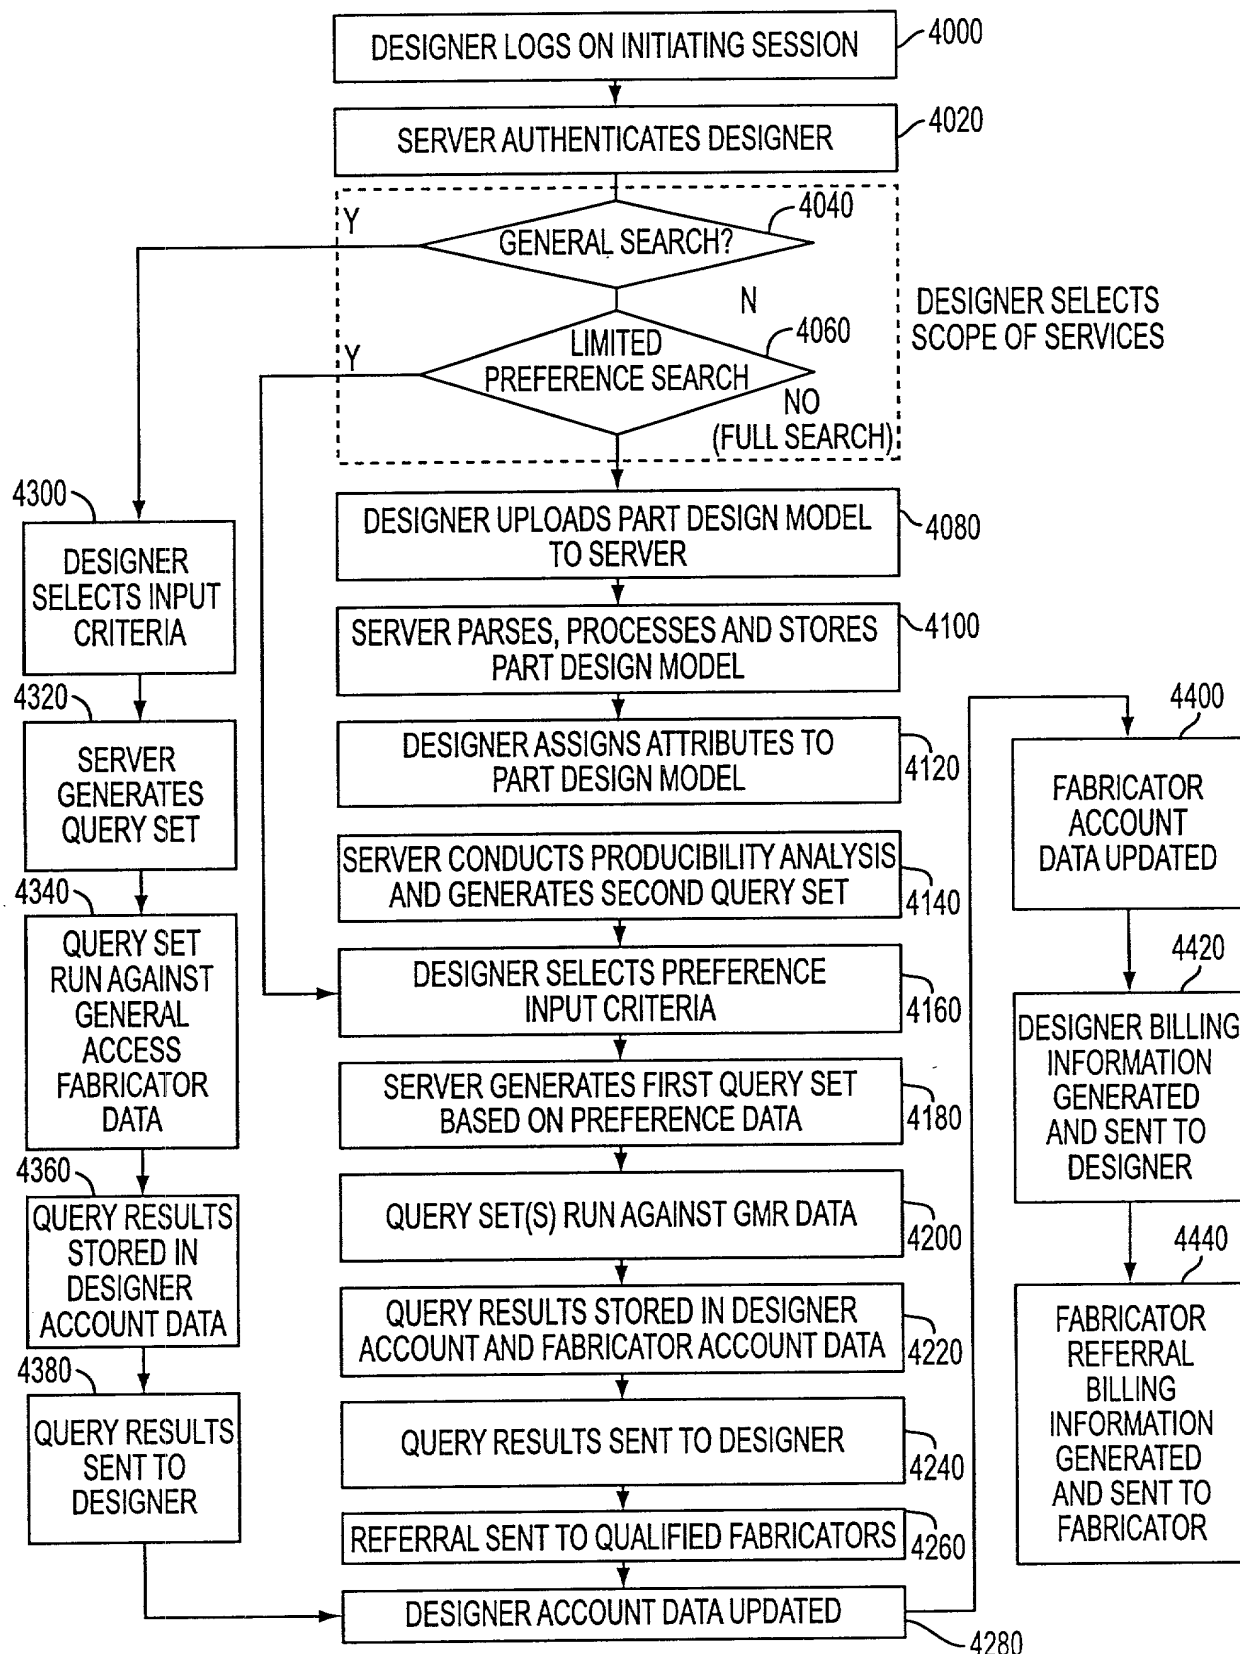 DESIGNER LOGS ON INITIATING SESSION
4000
SERVER AUTHENTICATES DESIGNER
4020
GENERAL SEARCH?
4040
Y
N
LIMITED
PREFERENCE SEARCH
4060
Y
NO
(FULL SEARCH)
DESIGNER SELECTS
SCOPE OF SERVICES
DESIGNER UPLOADS PART DESIGN MODEL
TO SERVER
4080
SERVER PARSES, PROCESSES AND STORES
PART DESIGN MODEL
4100
DESIGNER ASSIGNS ATTRIBUTES TO
PART DESIGN MODEL
4120
SERVER CONDUCTS PRODUCIBILITY ANALYSIS
AND GENERATES SECOND QUERY SET
4140
DESIGNER SELECTS PREFERENCE
INPUT CRITERIA
4160
SERVER GENERATES FIRST QUERY SET
BASED ON PREFERENCE DATA
4180
QUERY SET(S) RUN AGAINST GMR DATA
4200
QUERY RESULTS STORED IN DESIGNER
ACCOUNT AND FABRICATOR ACCOUNT DATA
4220
QUERY RESULTS SENT TO DESIGNER
4240
REFERRAL SENT TO QUALIFIED FABRICATORS
4260
DESIGNER ACCOUNT DATA UPDATED
4280
4300
DESIGNER
SELECTS INPUT
CRITERIA
4320
SERVER
GENERATES
QUERY SET
4340
QUERY SET
RUN AGAINST
GENERAL
ACCESS
FABRICATOR
DATA
4360
QUERY RESULTS
STORED IN
DESIGNER
ACCOUNT DATA
4380
QUERY RESULTS
SENT TO
DESIGNER
4400
FABRICATOR
ACCOUNT
DATA UPDATED
4420
DESIGNER BILLING
INFORMATION
GENERATED
AND SENT TO
DESIGNER
4440
FABRICATOR
REFERRAL
BILLING
INFORMATION
GENERATED
AND SENT TO
FABRICATOR